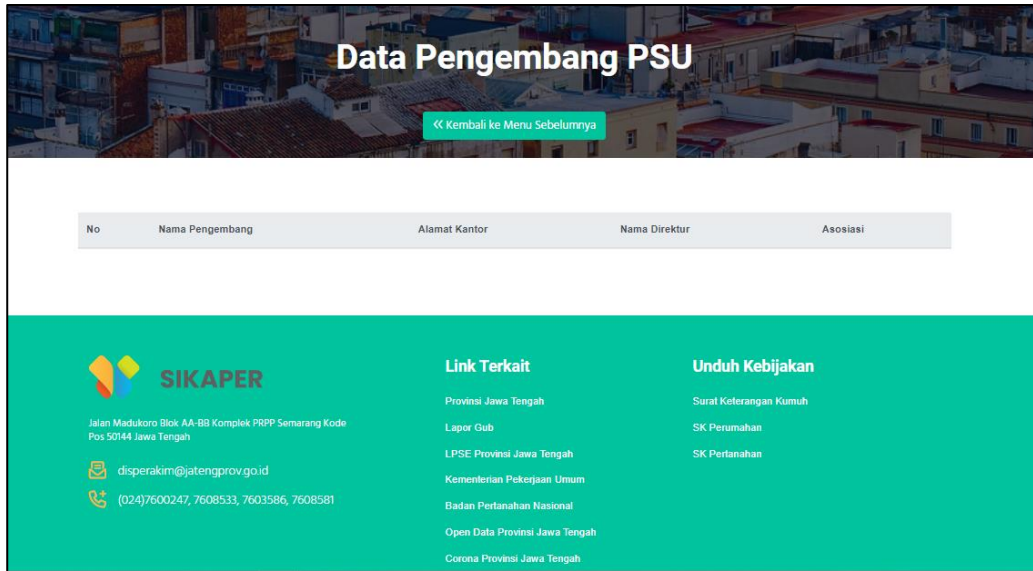 Data Pengembang PSU
« Kembali ke Menu Sebelumnya
No Nama Pengembang Alamat Kantor Nama Direktur Asosiasi
SIKAPER
Jalan Madukoro Blok AA-BB Komplek PRPP Semarang Kode
Pos 50144 Jawa Tengah
disperakim@jatengprov.go.id
(024)7600247, 7608533, 7603586, 7608581
Link Terkait
Provinsi Jawa Tengah
Lapor Gub
LPSE Provinsi Jawa Tengah
Kementerian Pekerjaan Umum
Badan Pertanahan Nasional
Open Data Provinsi Jawa Tengah
Corona Provinsi Jawa Tengah
Unduh Kebijakan
Surat Keterangan Kumuh
SK Perumahan
SK Pertanahan